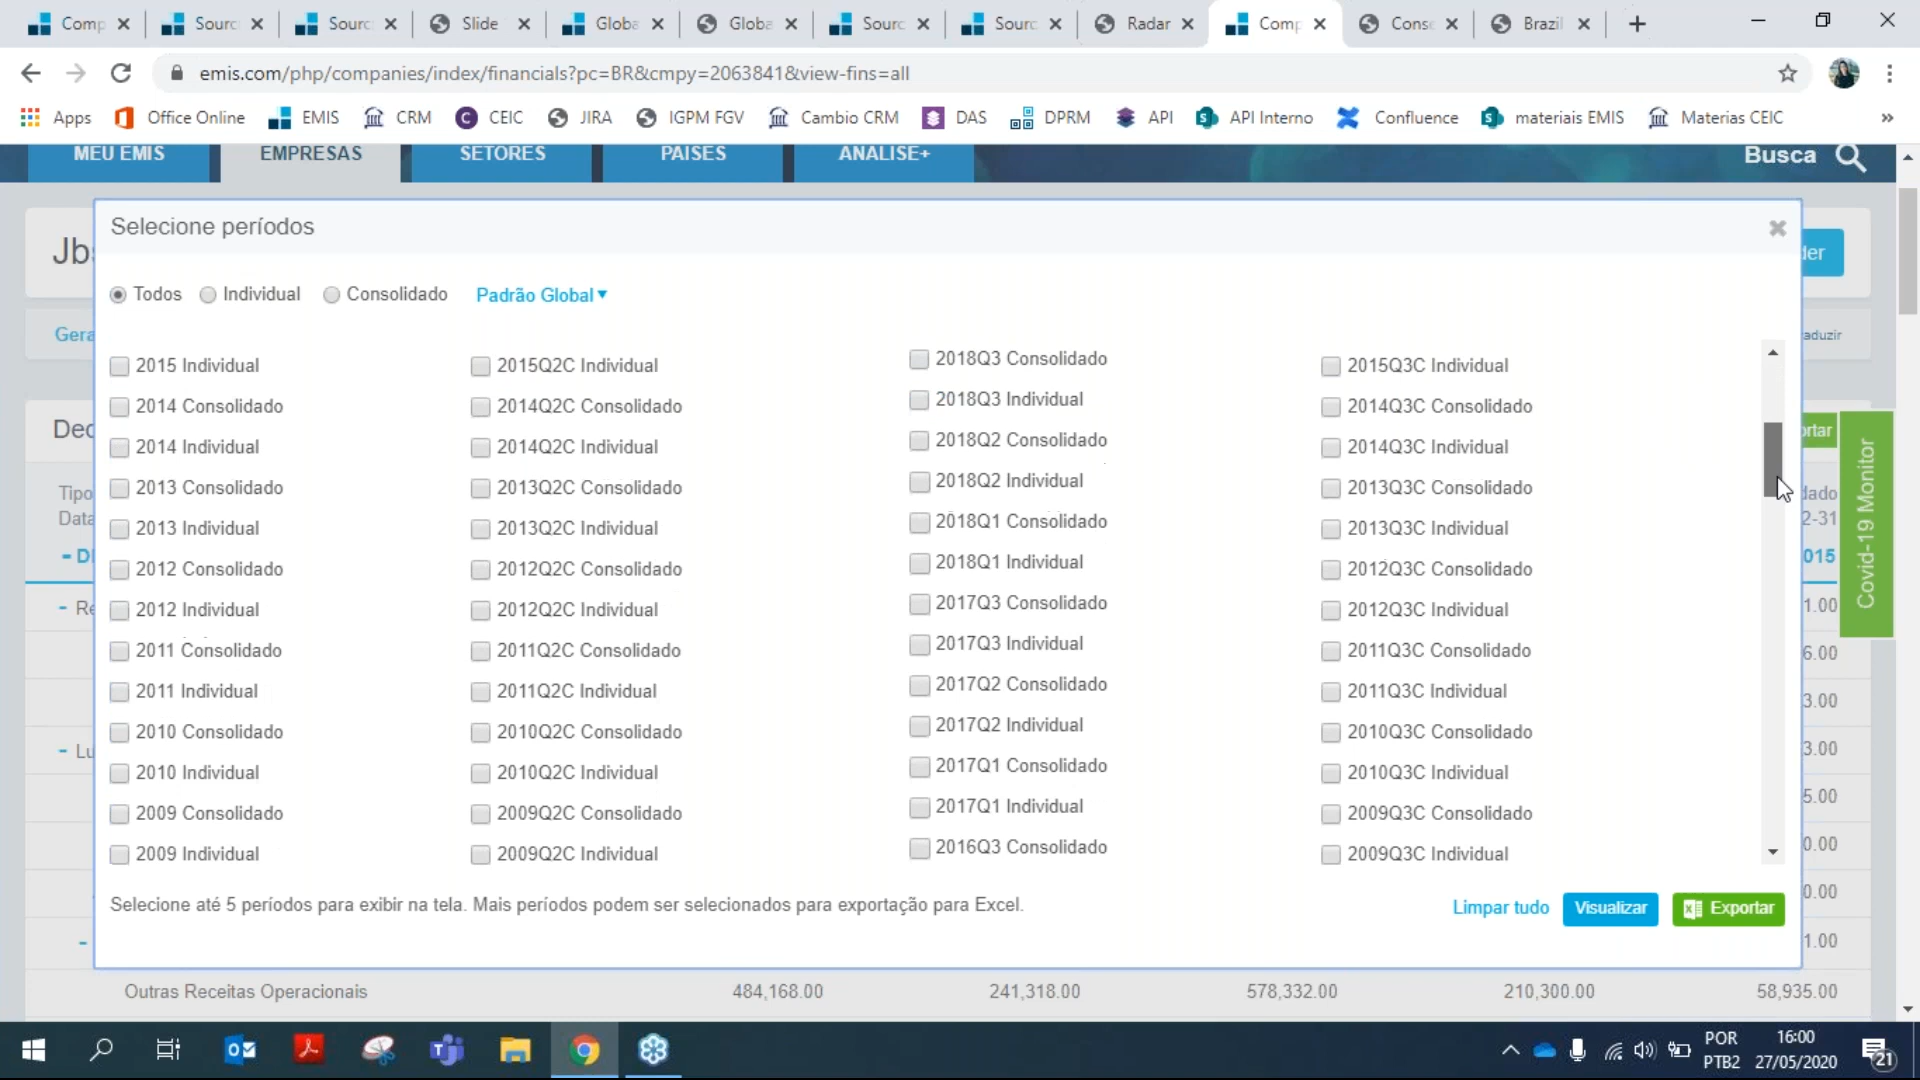 Comp
Sourc
Sourc
Slide
Globa
Globa
Sourc
Sourc
Radar
Comp
Conse
Brazil
emis.com/php/companies/index/financials?pc=BR&cmpy=2063841&view-fins=all
Apps
Office Online
EMIS
CRM
CEIC
JIRA
IGPM FGV
Cambio CRM
DAS
DPRM
API
API Interno
Confluence
materiais EMIS
Materias CEIC
»
MEU EMIS
EMPRESAS
SETORES
PAÍSES
ANALISE+
Busca
Selecione períodos
Todos
Individual
Consolidado
Padrão Global
2015 Individual
2014 Consolidado
2014 Individual
2013 Consolidado
2013 Individual
2012 Consolidado
2012 Individual
2011 Consolidado
2011 Individual
2010 Consolidado
2010 Individual
2009 Consolidado
2009 Individual
2015Q2C Individual
2014Q2C Consolidado
2014Q2C Individual
2013Q2C Consolidado
2013Q2C Individual
2012Q2C Consolidado
2012Q2C Individual
2011Q2C Consolidado
2011Q2C Individual
2010Q2C Consolidado
2010Q2C Individual
2009Q2C Consolidado
2009Q2C Individual
2018Q3 Consolidado
2018Q3 Individual
2018Q2 Consolidado
2018Q2 Individual
2018Q1 Consolidado
2018Q1 Individual
2017Q3 Consolidado
2017Q3 Individual
2017Q2 Consolidado
2017Q2 Individual
2017Q1 Consolidado
2017Q1 Individual
2016Q3 Consolidado
2015Q3C Individual
2014Q3C Consolidado
2014Q3C Individual
2013Q3C Consolidado
2013Q3C Individual
2012Q3C Consolidado
2012Q3C Individual
2011Q3C Consolidado
2011Q3C Individual
2010Q3C Consolidado
2010Q3C Individual
2009Q3C Consolidado
2009Q3C Individual
Selecione até 5 períodos para exibir na tela. Mais períodos podem ser selecionados para exportação para Excel.
Limpar tudo
Visualizar
Exportar
Covid-19 Monitor
Outras Receitas Operacionais 484,168.00 241,318.00 578,332.00 210,300.00 58,935.00
POR
PTB2
16:00
27/05/2020
21